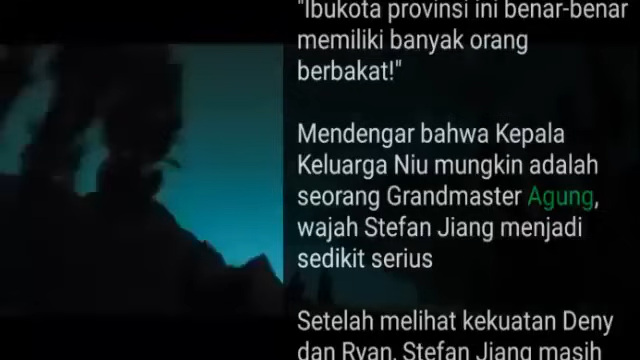 "Ibukota provinsi ini benar-benar
memiliki banyak orang
berbakat!"
Mendengar bahwa Kepala
Keluarga Niu mungkin adalah
seorang Grandmaster Agung,
wajah Stefan Jiang menjadi
sedikit serius
Setelah melihat kekuatan Deny
dan Ryan, Stefan Jiang masih